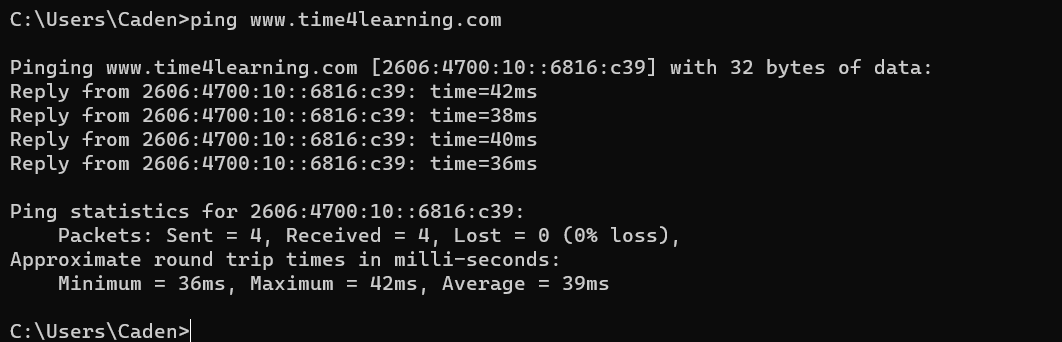 C:\Users\Caden>ping www.time4learning.com
Pinging www.time4learning.com [2606:4700:10::6816:c39] with 32 bytes of data:
Reply from 2606:4700:10::6816:c39: time=42ms
Reply from 2606:4700:10::6816:c39: time=38ms
Reply from 2606:4700:10::6816:c39: time=40ms
Reply from 2606:4700:10::6816:c39: time=36ms
Ping statistics for 2606:4700:10::6816:c39:
    Packets: Sent = 4, Received = 4, Lost = 0 (0% loss),
Approximate round trip times in milli-seconds:
    Minimum = 36ms, Maximum = 42ms, Average = 39ms
C:\Users\Caden>